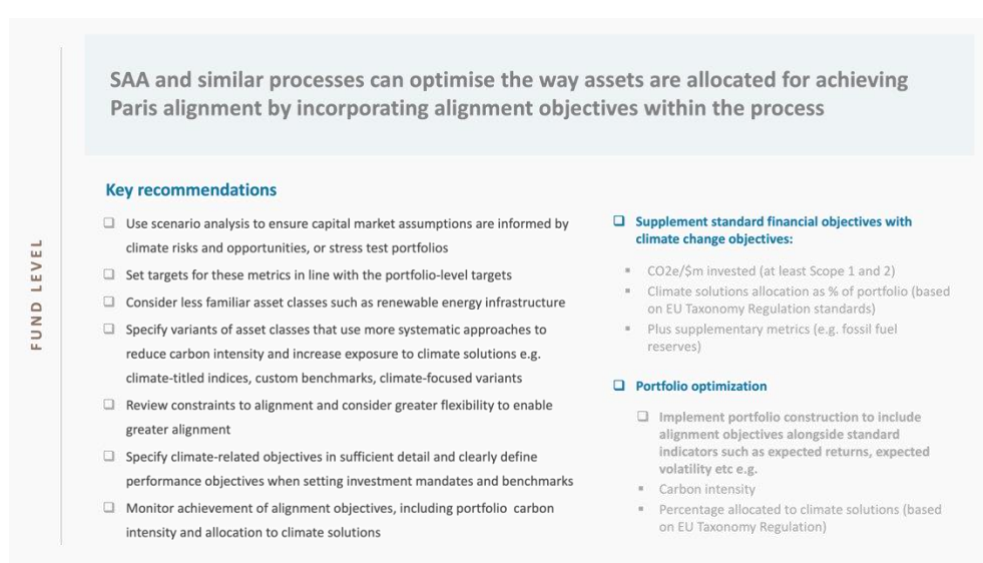 SAA and similar processes can optimise the way assets are allocated for achieving
Paris alignment by incorporating alignment objectives within the process
FUND LEVEL
Key recommendations
❑ Use scenario analysis to ensure capital market assumptions are informed by
climate risks and opportunities, or stress test portfolios
❑ Set targets for these metrics in line with the portfolio-level targets
❑ Consider less familiar asset classes such as renewable energy infrastructure
❑ Specify variants of asset classes that use more systematic approaches to
reduce carbon intensity and increase exposure to climate solutions e.g.
climate-titled indices, custom benchmarks, climate-focused variants
❑ Review constraints to alignment and consider greater flexibility to enable
greater alignment
❑ Specify climate-related objectives in sufficient detail and clearly define
performance objectives when setting investment mandates and benchmarks
❑ Monitor achievement of alignment objectives, including portfolio carbon
intensity and allocation to climate solutions
❑ Supplement standard financial objectives with
climate change objectives:
▪ CO2e/$m invested (at least Scope 1 and 2)
▪ Climate solutions allocation as % of portfolio (based
on EU Taxonomy Regulation standards)
▪ Plus supplementary metrics (e.g. fossil fuel
reserves)
❑ Portfolio optimization
❑ Implement portfolio construction to include
alignment objectives alongside standard
indicators such as expected returns, expected
volatility etc e.g.
▪ Carbon intensity
▪ Percentage allocated to climate solutions (based
on EU Taxonomy Regulation)